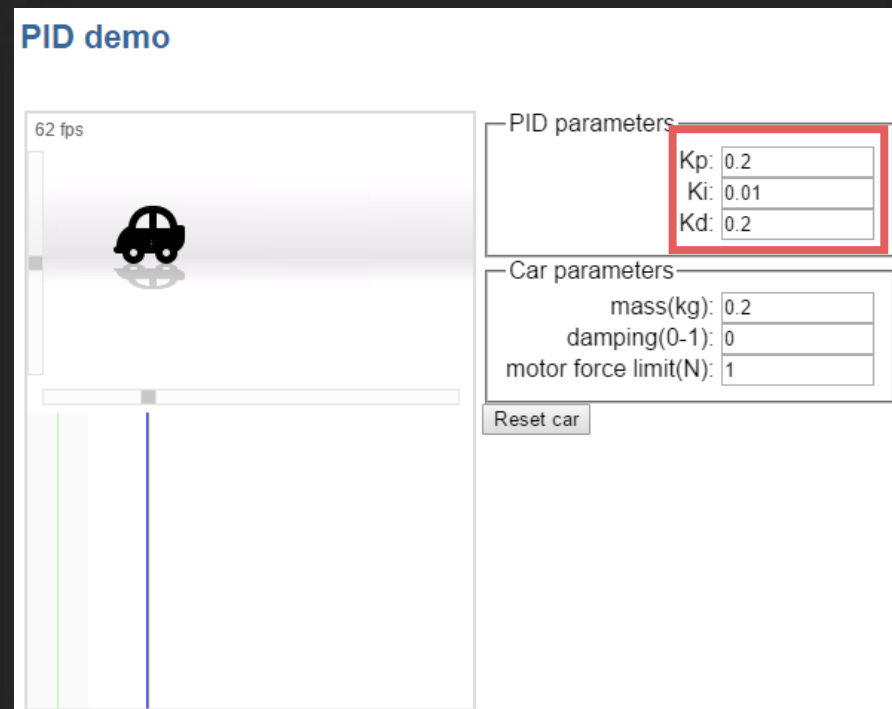 PID demo
62 fps
PID parameters
Kp: 0.2
Ki: 0.01
Kd: 0.2
Car parameters
mass(kg): 0.2
damping(0-1): 0
motor force limit(N): 1
Reset car